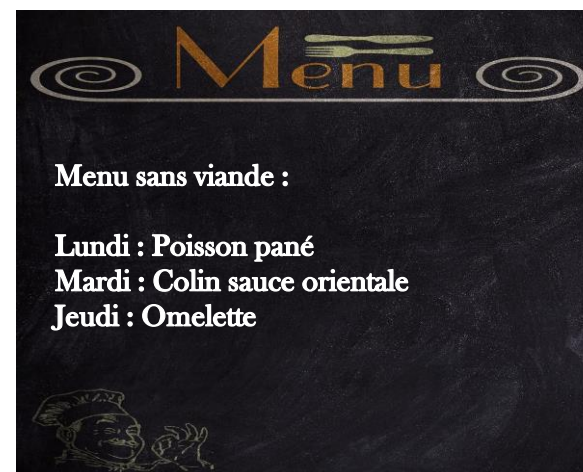 Menu
Menu sans viande :
Lundi : Poisson pané
Mardi : Colin sauce orientale
Jeudi : Omelette